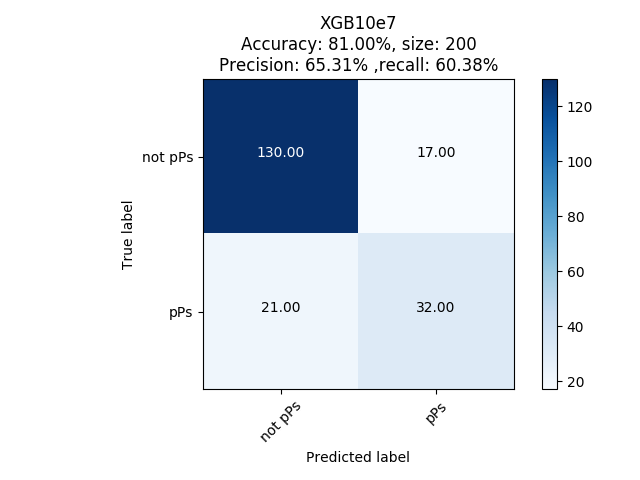 XGB10e7
Accuracy: 81.00%, size: 200
Precision: 65.31% ,recall: 60.38%
not pPs
130.00
17.00
pPs
21.00
32.00
not pPs
pPs
True label
Predicted label
120
100
80
60
40
20